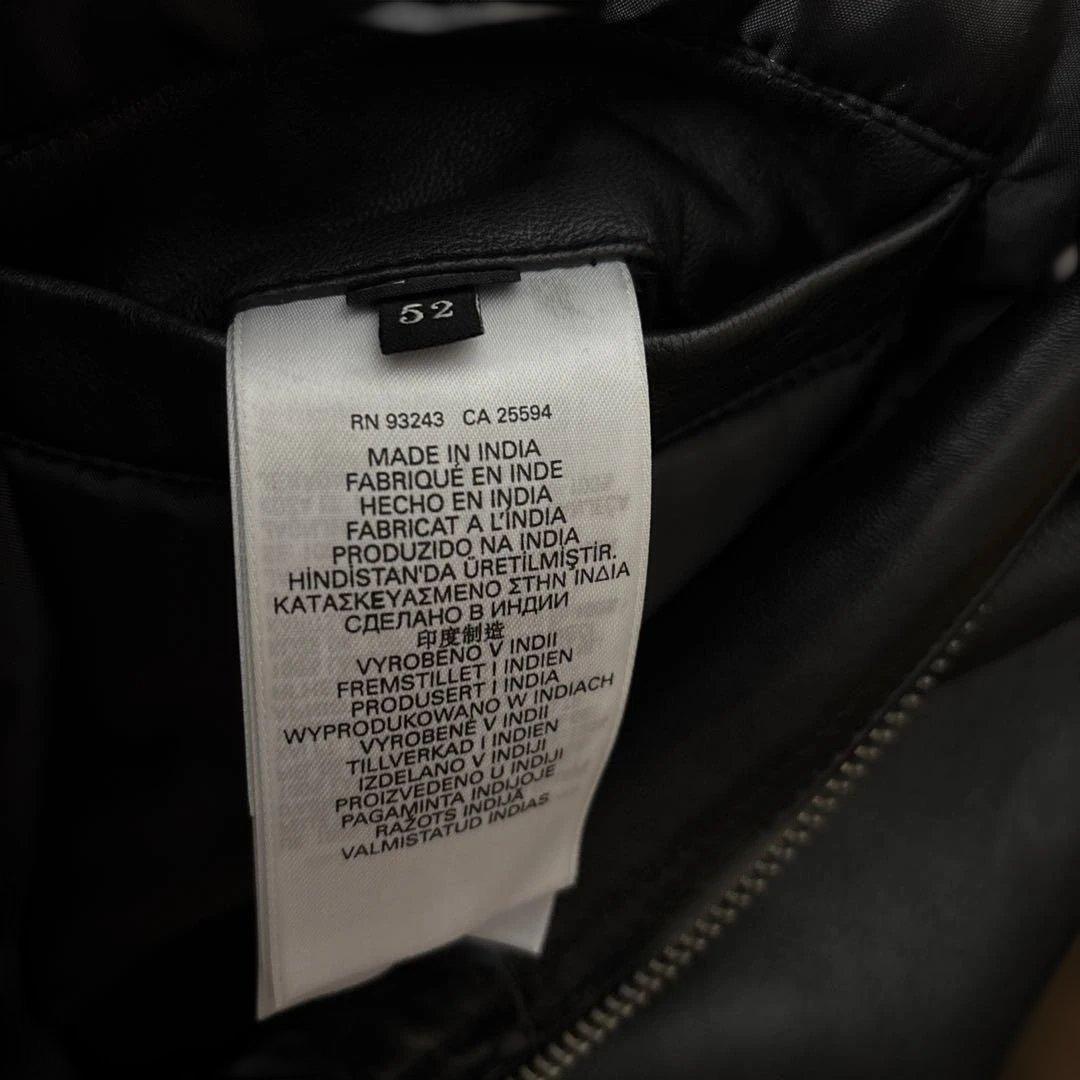 52
RN 93243 CA 25594
MADE IN INDIA
FABRIQUÉ EN INDE
HECHO EN INDIA
FABRICAT A L'ÍNDIA
PRODUZIDO NA INDIA
HİNDİSTAN'DA ÜRETİLMİŞTİR.
ΚΑΤΑΣΚΕΥΑΣΜΕΝΟ ΣΤΗΝ ΙΝΔΙΑ
СДЕЛАНО В ИНДИИ
印度制造
VYROBENO V INDII
FREMSTILLET I INDIEN
PRODUSERT I INDIA
WYPRODUKOWANO W INDIACH
VYROBENÉ V INDII
TILLVERKAD I INDIEN
IZDELANO V INDIJI
PROIZVEDENO U INDIJI
PAGAMINTA INDIJOJE
RAŽOTS INDIJĀ
VALMISTATUD INDIAS